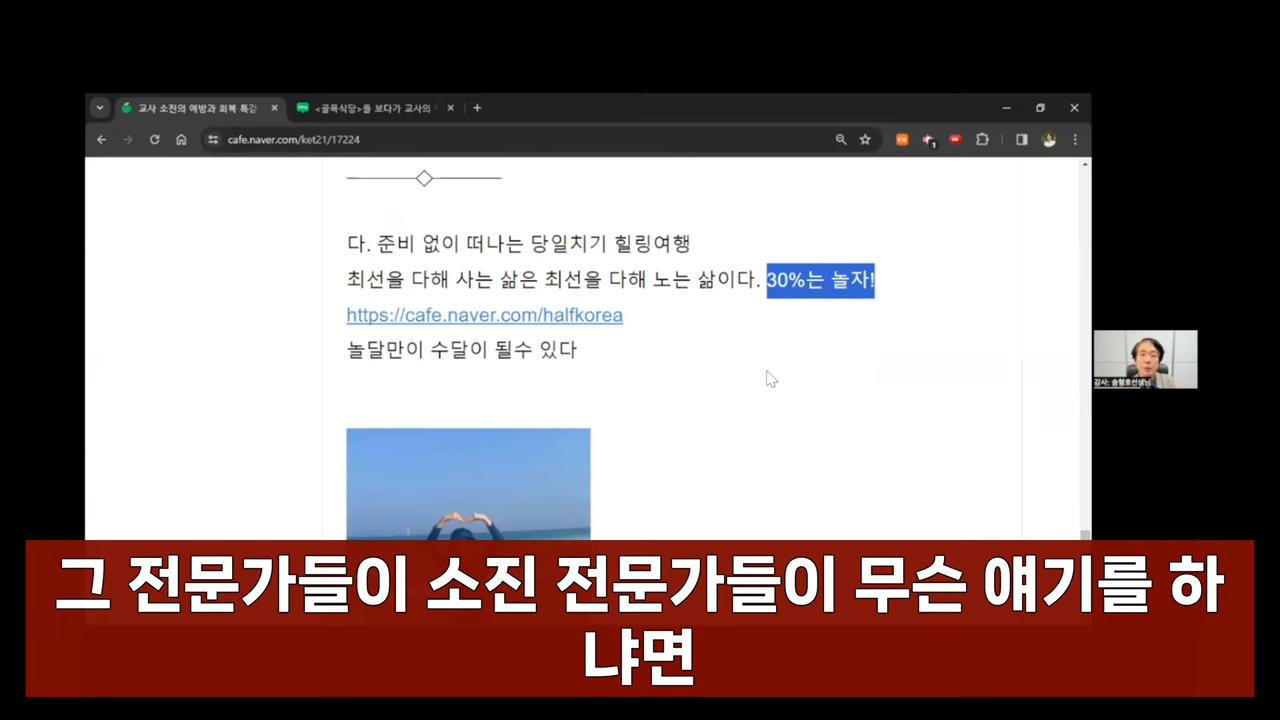 교사 소진의 예방과 회복 특강
<골목식당>을 보다가 교사의
cafe.naver.com/ket21/17224
다. 준비 없이 떠나는 당일치기 힐링여행
최선을 다해 사는 삶은 최선을 다해 노는 삶이다. 30%는 놀자!
https://cafe.naver.com/halfkorea
놀달만이 수달이 될수 있다
강사: 송형호선생님
그 전문가들이 소진 전문가들이 무슨 얘기를 하
냐면